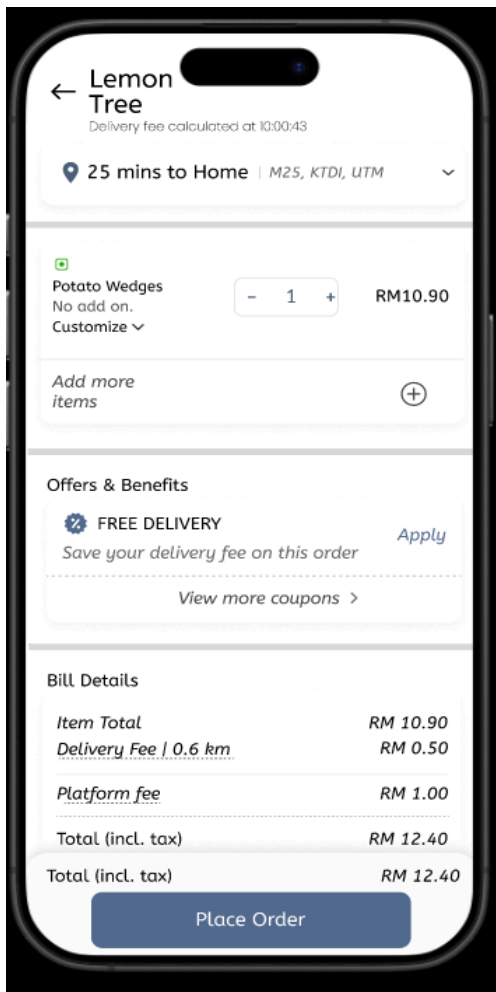 Lemon
Tree
Delivery fee calculated at 10:00:43
25 mins to Home | M25, KTDI, UTM
Potato Wedges
No add on.
Customize
- 1 +
RM10.90
Add more
items
Offers & Benefits
FREE DELIVERY
Save your delivery fee on this order
Apply
View more coupons >
Bill Details
Item Total RM 10.90
Delivery Fee | 0.6 km RM 0.50
Platform fee RM 1.00
Total (incl. tax) RM 12.40
Total (incl. tax) RM 12.40
Place Order